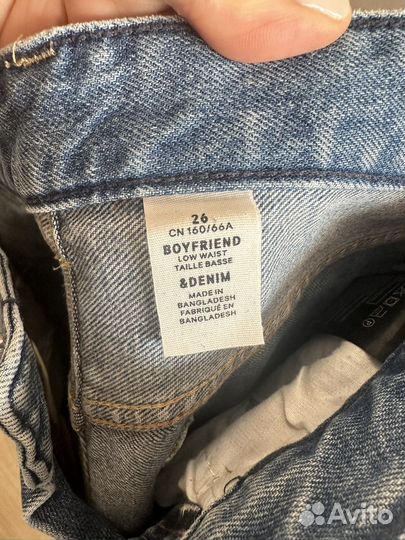 26
CN 160/66A
BOYFRIEND
LOW WAIST
TAILLE BASSE
&DENIM
MADE IN
BANGLADESH
FABRIQUÉ EN
BANGLADESH
Avito